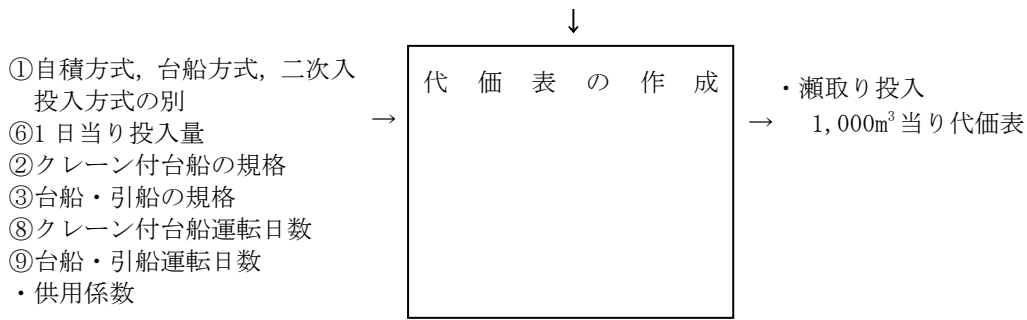 ↓
①自積方式，台船方式，二次入
投入方式の別
⑥1 日当り投入量
②クレーン付台船の規格
③台船・引船の規格
⑧クレーン付台船運転日数
⑨台船・引船運転日数
・供用係数
→
代 価 表 の 作 成
→
・瀬取り投入
1,000m³当り代価表